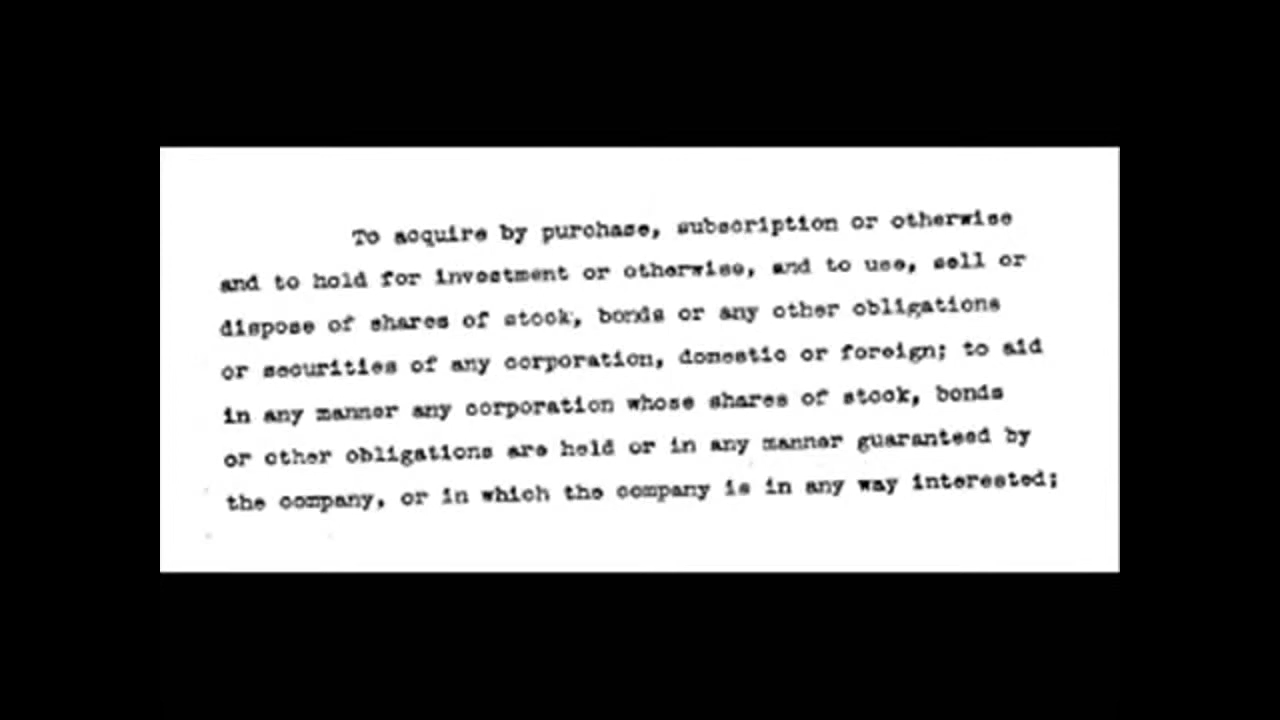 To acquire by purchase, subscription or otherwise
and to hold for investment or otherwise, and to use, sell or
dispose of shares of stock, bonds or any other obligations
or securities of any corporation, domestic or foreign; to aid
in any manner any corporation whose shares of stock, bonds
or other obligations are held or in any manner guaranteed by
the company, or in which the company is in any way interested;